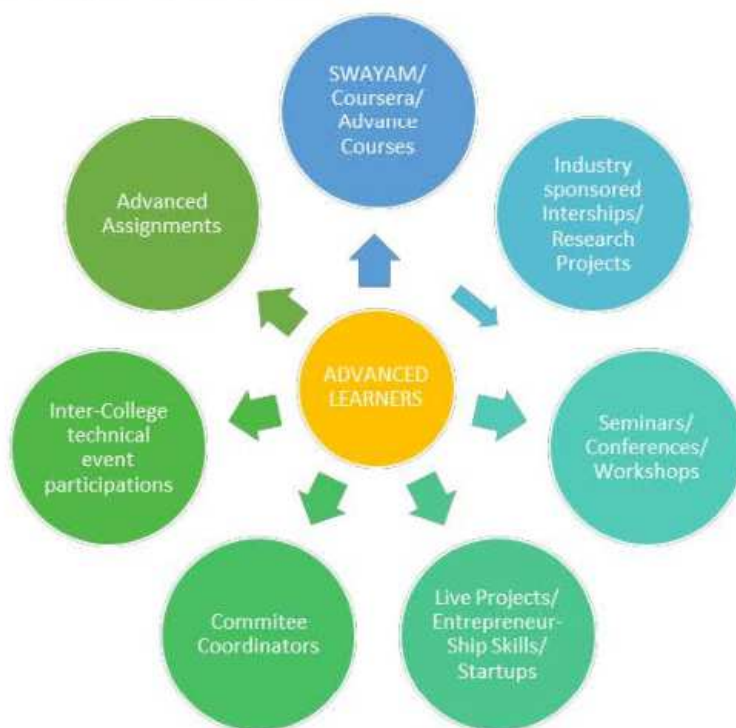 SWAYAM/
Coursera/
Advance
Courses
Industry
sponsored
Interships/
Research
Projects
Seminars/
Conferences/
Workshops
Live Projects/
Entrepreneur-
Ship Skills/
Startups
Commitee
Coordinators
Inter-College
technical
event
participations
Advanced
Assignments
ADVANCED
LEARNERS